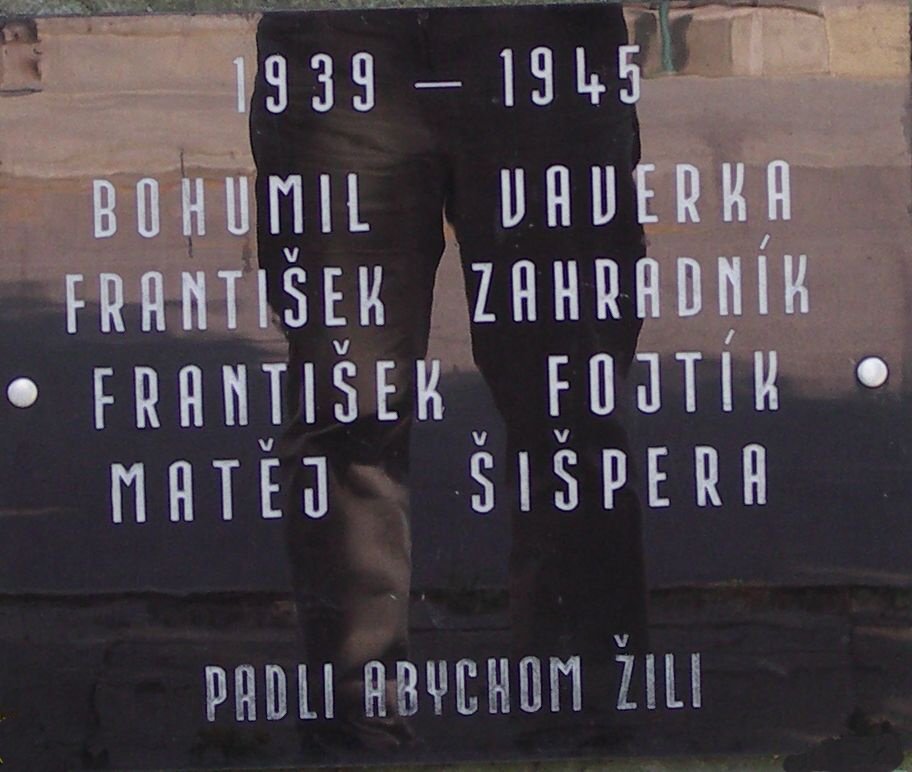 1939 — 1945
BOHUMIL VAVERKA
FRANTIŠEK ZAHRADNÍK
FRANTIŠEK FOJTÍK
MATĚJ ŠIŠPERA
PADLI ABYCHOM ŽILI